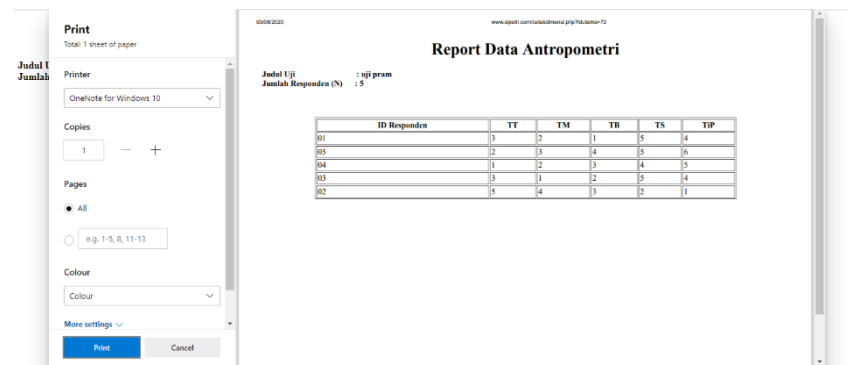 Judul U
Jumlah
Print
Total: 1 sheet of paper
Printer
OneNote for Windows 10
Copies
1
Pages
All
e.g. 1-5, 8, 11-13
Colour
Colour
More settings
Print Cancel
03/08/2020
Report Data Antropometri
Judul Uji : uji pram
Jumlah Responden (N) : 5
ID Responden TT TM TB TS TiP
01 3 2 1 5 4
05 2 3 4 5 6
04 1 2 3 4 5
03 3 1 2 5 4
02 5 4 3 2 1